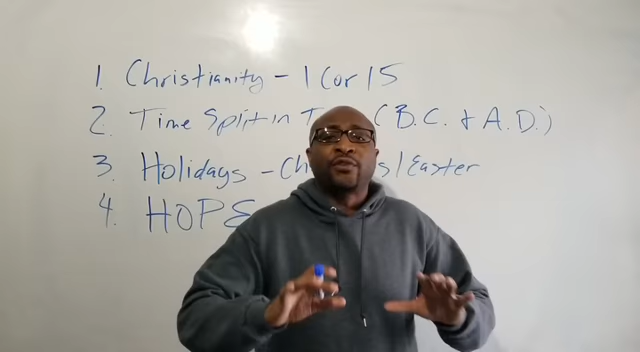 1. Christianity - 1 Cor 15
2. Time Split in (B.C. + A.D.)
3. Holidays - / Easter
4. HOPE